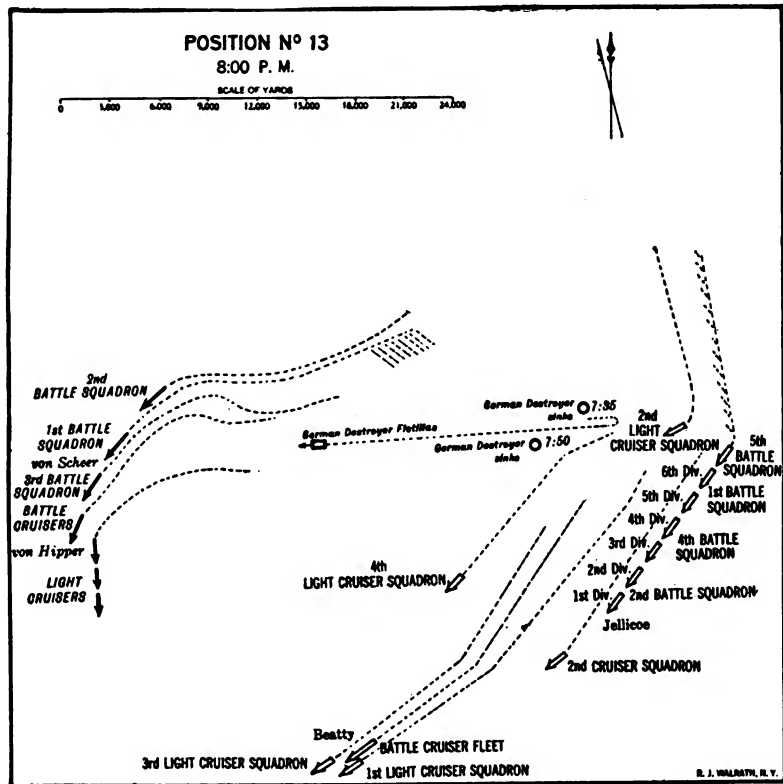 POSITION Nº 13
8:00 P. M.
SCALE OF YARDS
0 3,000 6,000 9,000 12,000 15,000 18,000 21,000 24,000
2nd
BATTLE SQUADRON
1st BATTLE
SQUADRON
von Scheer
3rd BATTLE
SQUADRON
BATTLE
CRUISERS
von Hipper
LIGHT
CRUISERS
German Destroyer Flotillas
German Destroyer
sinks
7:35
German Destroyer
sinks
7:50
2nd
LIGHT
CRUISER SQUADRON
5th
BATTLE
SQUADRON
6th Div.
5th Div.
1st BATTLE
SQUADRON
4th Div.
3rd Div.
4th BATTLE
SQUADRON
2nd Div.
1st Div.
2nd BATTLE SQUADRON
Jellicoe
4th
LIGHT CRUISER SQUADRON
2nd CRUISER SQUADRON
Beatty
BATTLE CRUISER FLEET
3rd LIGHT CRUISER SQUADRON
1st LIGHT CRUISER SQUADRON
R. J. WALRATH, N. Y.